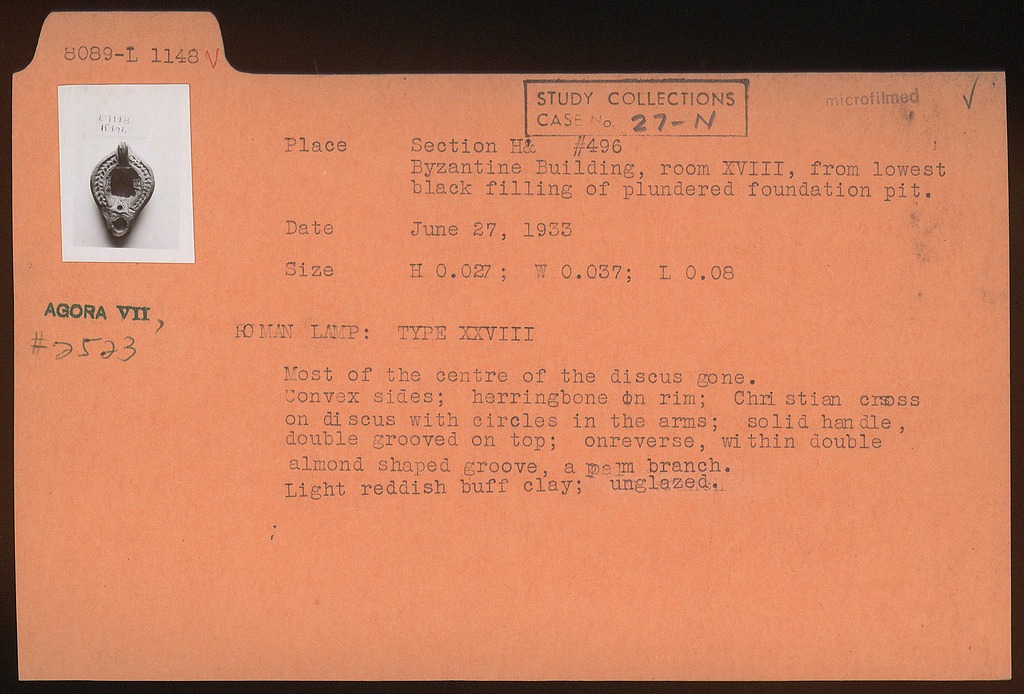 8089-L 1148 √
STUDY COLLECTIONS
CASE No. 27-N
microfilmed √
L 1148
H 496
Place Section H& #496
Byzantine Building, room XVIII, from lowest
black filling of plundered foundation pit.
Date June 27, 1933
Size H 0.027; W 0.037; L 0.08
AGORA VII,
#2523
ROMAN LAMP: TYPE XXVIII
Most of the centre of the discus gone.
Convex sides; herringbone on rim; Christian cross
on discus with circles in the arms; solid handle,
double grooved on top; onreverse, within double
almond shaped groove, a palm branch.
Light reddish buff clay; unglazed.
;